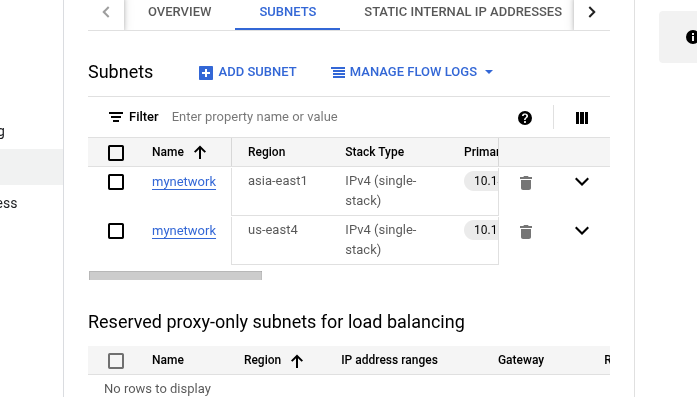 OVERVIEW SUBNETS STATIC INTERNAL IP ADDRESSES
Subnets ADD SUBNET MANAGE FLOW LOGS
Filter Enter property name or value
Name Region Stack Type Primar
mynetwork asia-east1 IPv4 (single-
stack) 10.1
mynetwork us-east4 IPv4 (single-
stack) 10.1
g
ess
Reserved proxy-only subnets for load balancing
Name Region IP address ranges Gateway R
No rows to display